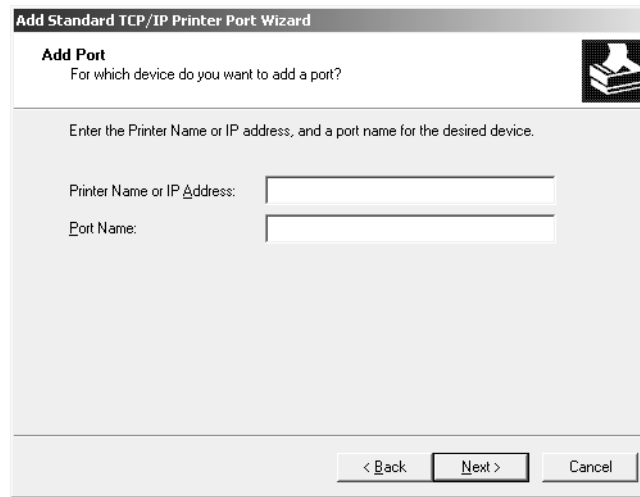 Add Standard TCP/IP Printer Port Wizard
Add Port
For which device do you want to add a port?
Enter the Printer Name or IP address, and a port name for the desired device.
Printer Name or IP Address:
Port Name:
< Back Next > Cancel